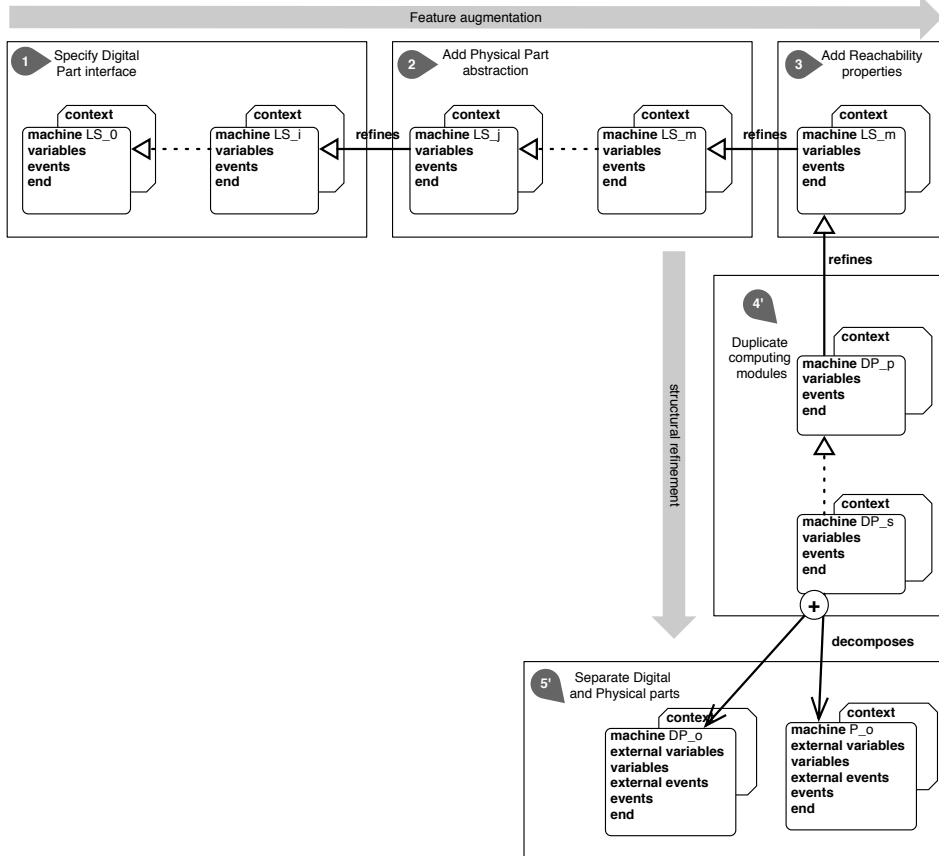 Feature augmentation
1
Specify Digital
Part interface
context
machine LS_0
variables
events
end
context
machine LS_i
variables
events
end
refines
2
Add Physical Part
abstraction
context
machine LS_j
variables
events
end
context
machine LS_m
variables
events
end
refines
3
Add Reachability
properties
context
machine LS_m
variables
events
end
refines
structural refinement
4'
Duplicate
computing
modules
context
machine DP_p
variables
events
end
context
machine DP_s
variables
events
end
+
decomposes
5'
Separate Digital
and Physical parts
context
machine DP_o
external variables
variables
external events
events
end
context
machine P_o
external variables
variables
external events
events
end